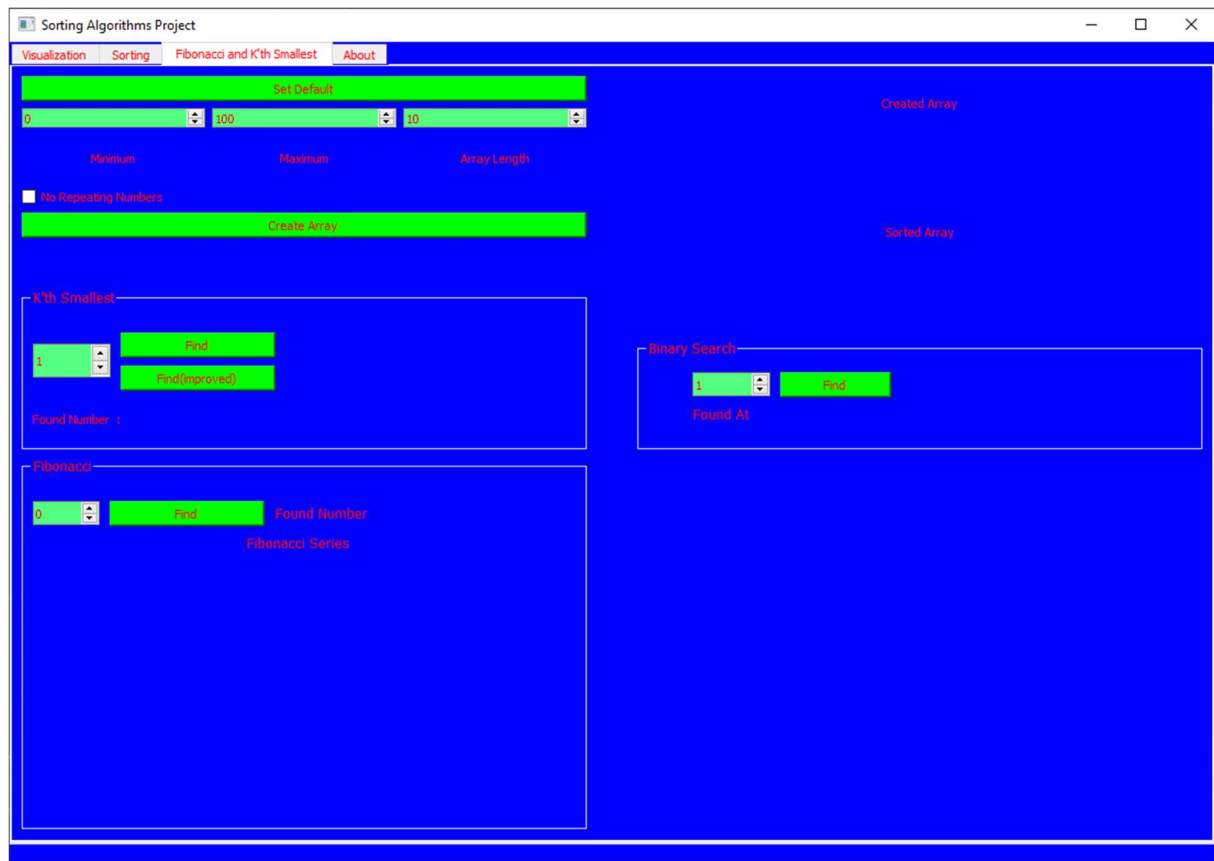 Sorting Algorithms Project
Visualization Sorting Fibonacci and K'th Smallest About
Set Default
0 100 10
Minimum Maximum Array Length
No Repeating Numbers
Create Array
Created Array
Sorted Array
K'th Smallest
1 Find
Find(improved)
Found Number :
Binary Search
1 Find
Found At
Fibonacci
0 Find Found Number
Fibonacci Series